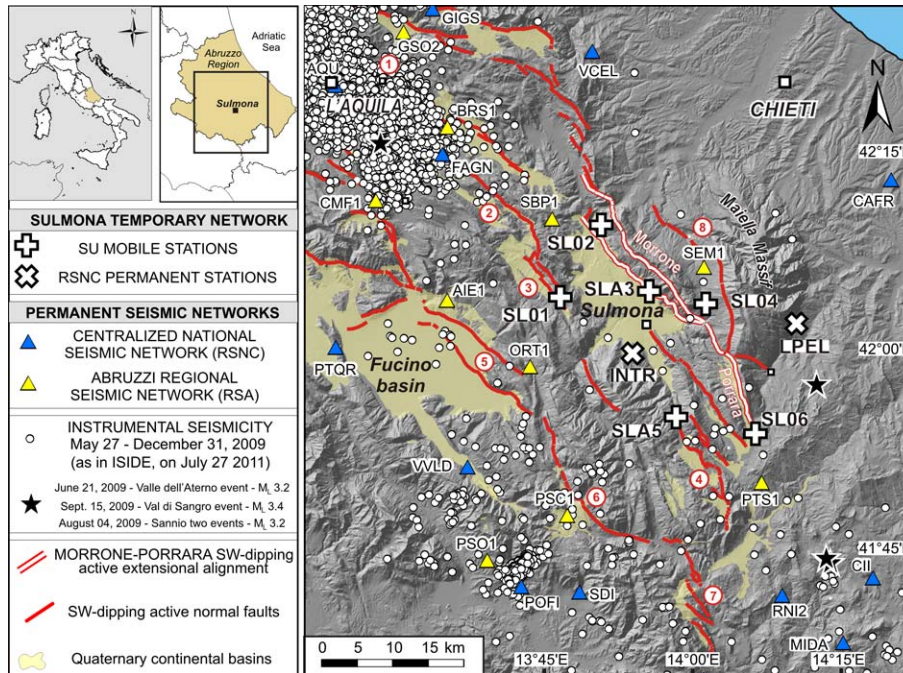 Adriatic
Sea
Abruzzo
Region
Sulmona
SULMONA TEMPORARY NETWORK
SU MOBILE STATIONS
RSNC PERMANENT STATIONS
PERMANENT SEISMIC NETWORKS
CENTRALIZED NATIONAL
SEISMIC NETWORK (RSNC)
ABRUZZI REGIONAL
SEISMIC NETWORK (RSA)
INSTRUMENTAL SEISMICITY
May 27 - December 31, 2009
(as in ISIDE, on July 27 2011)
June 21, 2009 - Valle dell'Aterno event - ML 3.2
Sept. 15, 2009 - Val di Sangro event - ML 3.4
August 04, 2009 - Sannio two events - ML 3.2
MORRONE-PORRARA SW-dipping
active extensional alignment
SW-dipping active normal faults
Quaternary continental basins
GIGS
GSO2
1
VCEL
N
AQU
L'AQUILA
CHIETI
BRS1
42°15'
FAGN
CAFR
CMF1
2
SBP1
Maiella Massif
8
SL02
Morrone
SEM1
3
SLA3
AIE1
SL01
Sulmona
SL04
LPEL
42°00'
PTQR
Fucino
basin
5
ORT1
INTR
Porrara
SLA5
SL06
VVLD
4
PTS1
PSC1
6
41°45'
PSO1
CII
POFI
SDI
7
RNI2
MIDA
0 5 10 15 km
13°45'E
14°00'E
14°15'E